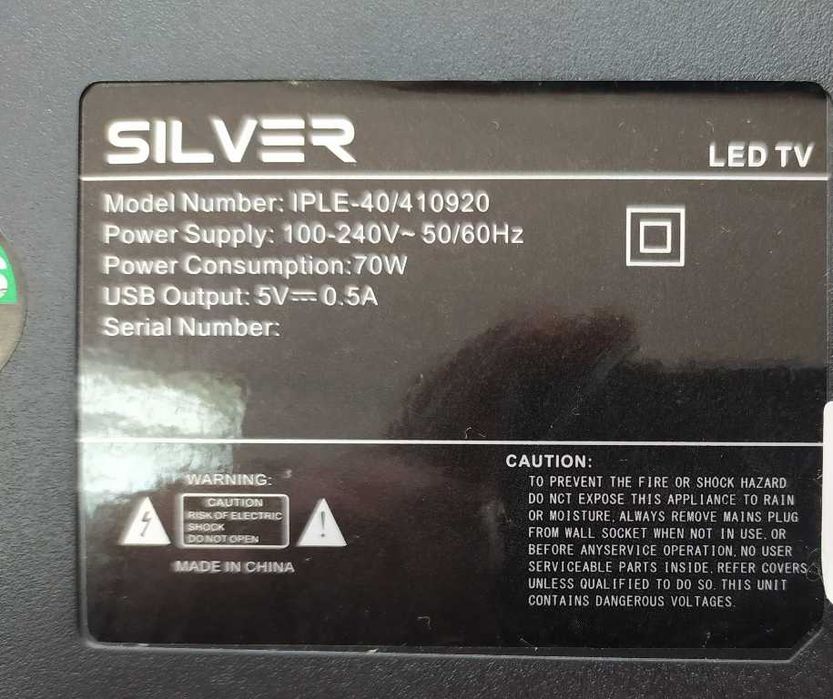 SILVER
LED TV
Model Number: IPLE-40/410920
Power Supply: 100-240V~ 50/60Hz
Power Consumption:70W
USB Output: 5V⎓0.5A
Serial Number:
WARNING:
CAUTION
RISK OF ELECTRIC
SHOCK
DO NOT OPEN
MADE IN CHINA
CAUTION:
TO PREVENT THE FIRE OR SHOCK HAZARD
DO NCT EXPOSE THIS APPLIANCE TO RAIN
OR MOISTURE, ALWAYS REMOVE MAINS PLUG
FROM WALL SOCKET WHEN NOT IN USE, OR
BEFORE ANYSERVICE OPERATION, NO USER
SERVICEABLE PARTS INSIDE, REFER COVERS
UNLESS QUALIFIED TO DO SO. THIS UNIT
CONTAINS DANGEROUS VOLTAGES.